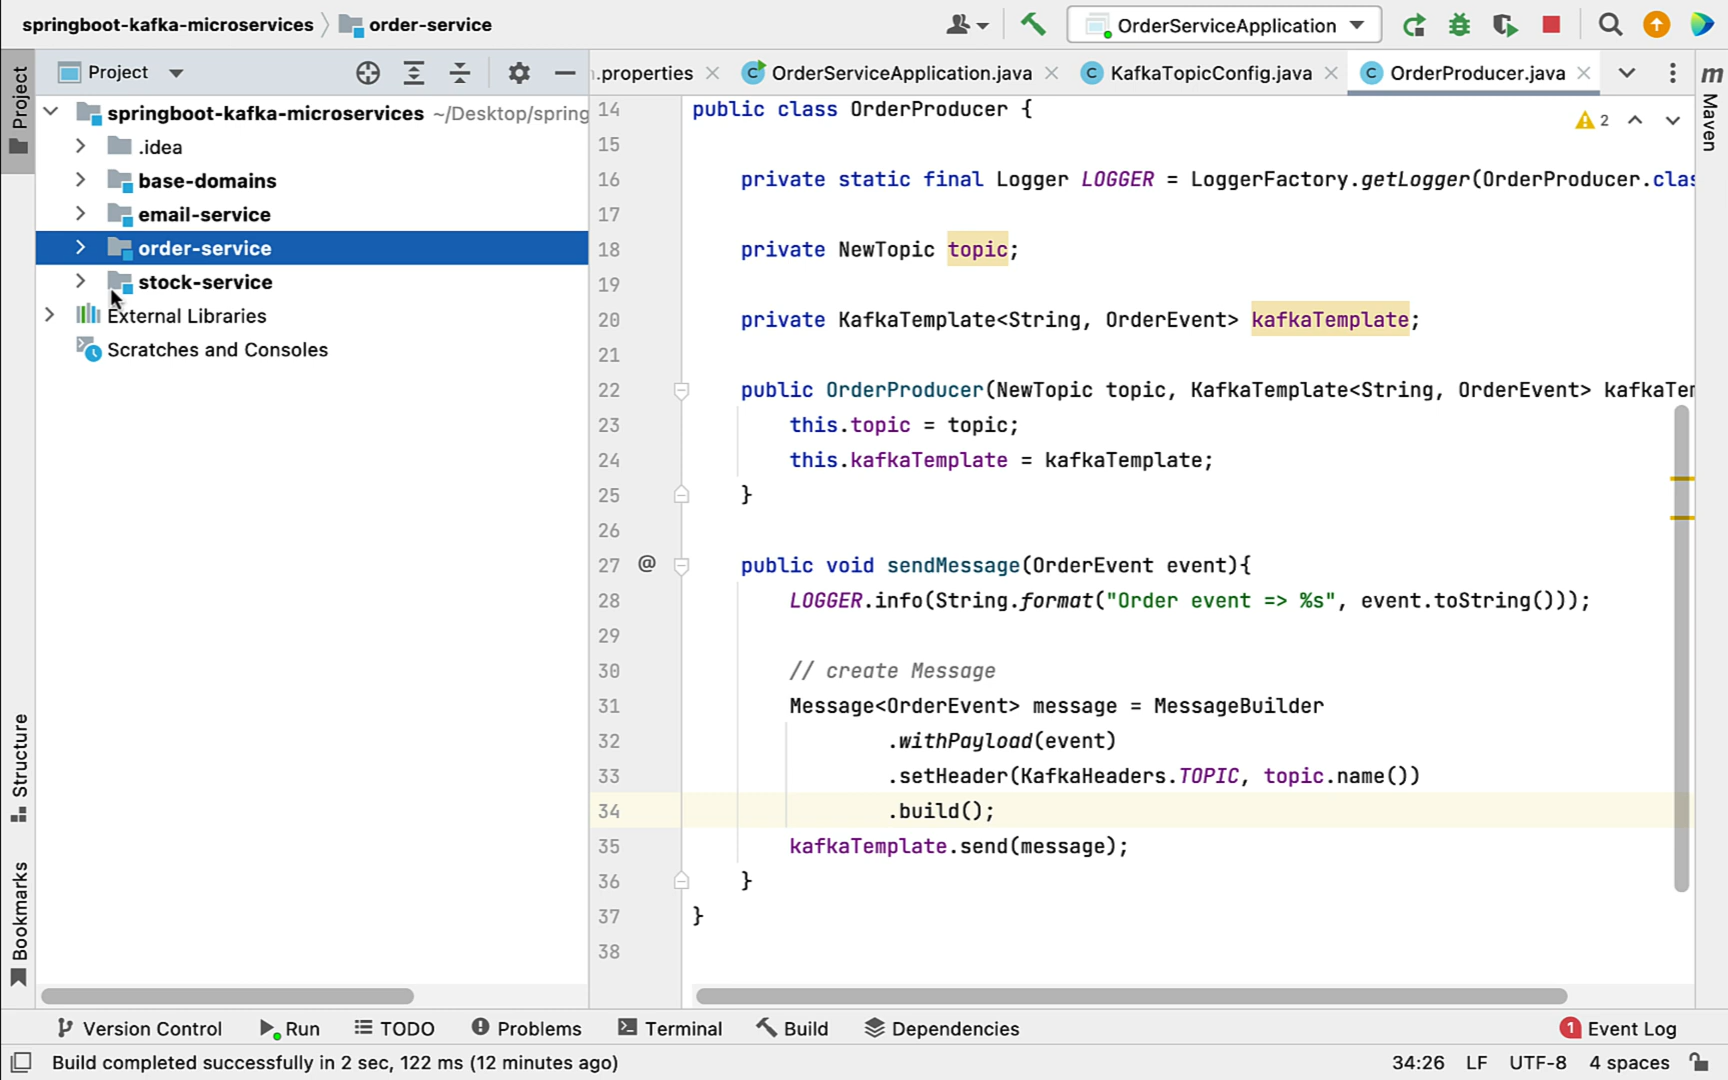 springboot-kafka-microservices order-service OrderServiceApplication
Project .properties OrderServiceApplication.java KafkaTopicConfig.java OrderProducer.java
Project
Structure
Bookmarks
springboot-kafka-microservices ~/Desktop/spring
.idea
base-domains
email-service
order-service
stock-service
External Libraries
Scratches and Consoles
14 public class OrderProducer {
15
16 private static final Logger LOGGER = LoggerFactory.getLogger(OrderProducer.clas
17
18 private NewTopic topic;
19
20 private KafkaTemplate<String, OrderEvent> kafkaTemplate;
21
22 public OrderProducer(NewTopic topic, KafkaTemplate<String, OrderEvent> kafkaTem
23 this.topic = topic;
24 this.kafkaTemplate = kafkaTemplate;
25 }
26
27 @ public void sendMessage(OrderEvent event){
28 LOGGER.info(String.format("Order event => %s", event.toString()));
29
30 // create Message
31 Message<OrderEvent> message = MessageBuilder
32 .withPayload(event)
33 .setHeader(KafkaHeaders.TOPIC, topic.name())
34 .build();
35 kafkaTemplate.send(message);
36 }
37 }
38
2
m Maven
Version Control Run TODO Problems Terminal Build Dependencies 1 Event Log
Build completed successfully in 2 sec, 122 ms (12 minutes ago) 34:26 LF UTF-8 4 spaces